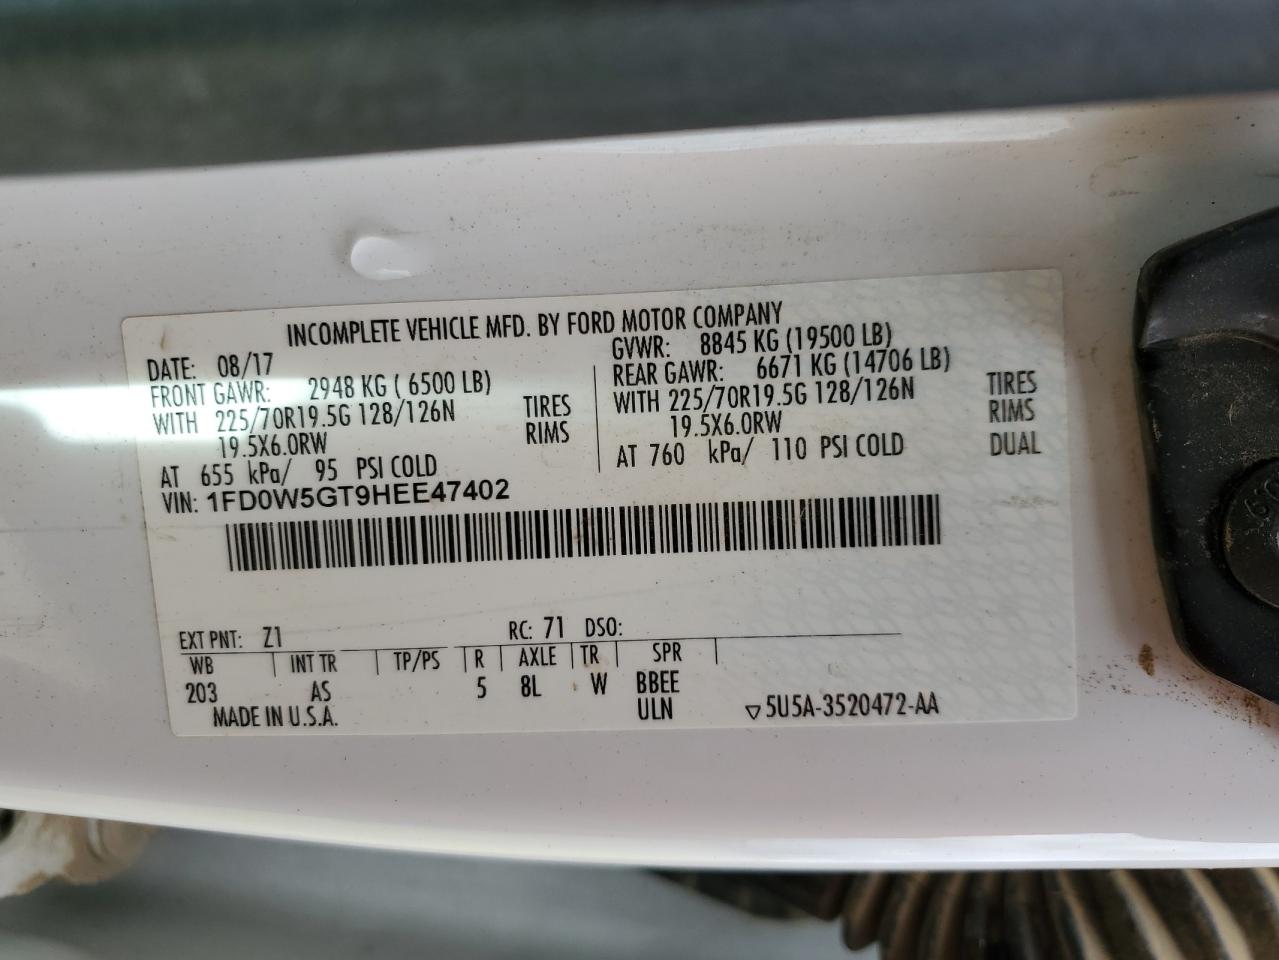 INCOMPLETE VEHICLE MFD. BY FORD MOTOR COMPANY
DATE: 08/17
FRONT GAWR: 2948 KG ( 6500 LB)
WITH 225/70R19.5G 128/126N TIRES
19.5X6.0RW RIMS
AT 655 kPa/ 95 PSI COLD
GVWR: 8845 KG (19500 LB)
REAR GAWR: 6671 KG (14706 LB)
WITH 225/70R19.5G 128/126N TIRES
19.5X6.0RW RIMS
AT 760 kPa/ 110 PSI COLD DUAL
VIN: 1FD0W5GT9HEE47402
EXT PNT: Z1 RC: 71 DSO:
WB INT TR TP/PS R AXLE TR SPR
203 AS 5 8L W BBEE
ULN
MADE IN U.S.A. ▽5U5A-3520472-AA